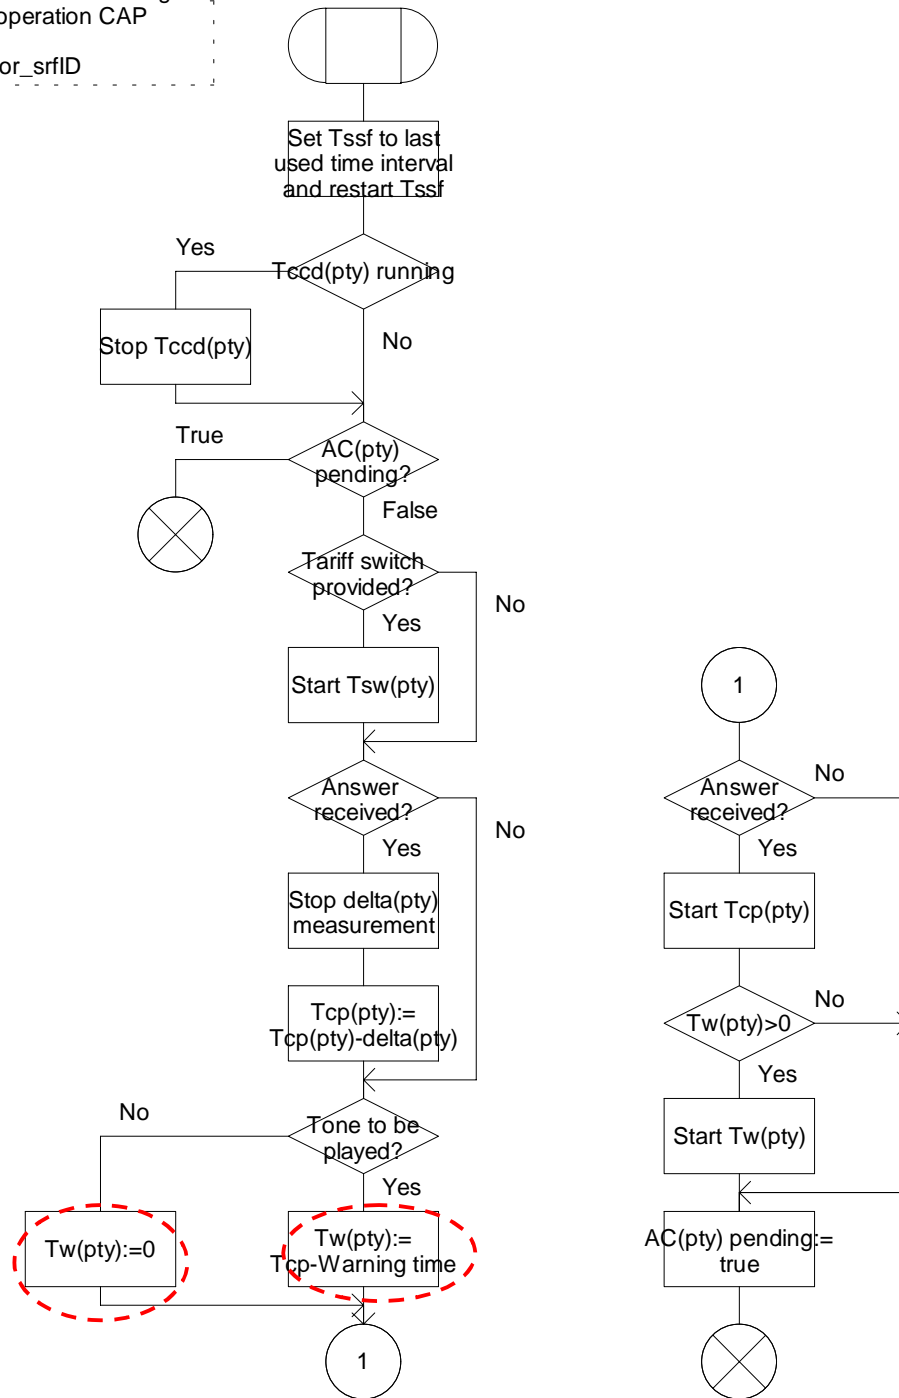 operation CAP
or_srfID
Set Tssf to last
used time interval
and restart Tssf
Yes
Tccd(pty) running
Stop Tccd(pty)
No
True
AC(pty)
pending?
False
Tariff switch
provided?
No
Yes
Start Tsw(pty)
Answer
received?
No
Yes
Stop delta(pty)
measurement
Tcp(pty):=
Tcp(pty)-delta(pty)
No
Tone to be
played?
Yes
Tw(pty):=0
Tw(pty):=
Tcp-Warning time
1
1
Answer
received?
No
Yes
Start Tcp(pty)
Tw(pty)>0
No
Yes
Start Tw(pty)
AC(pty) pending:=
true